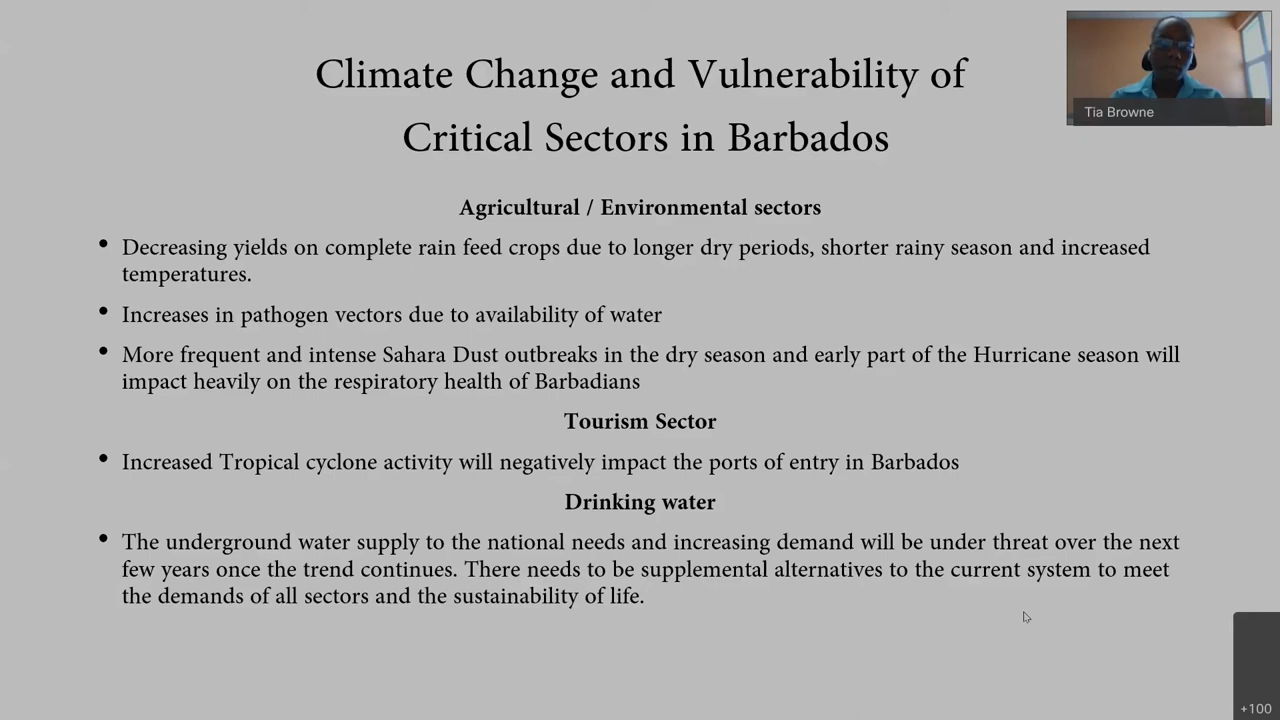 Climate Change and Vulnerability of
Critical Sectors in Barbados
Tia Browne
Agricultural / Environmental sectors
• Decreasing yields on complete rain feed crops due to longer dry periods, shorter rainy season and increased
temperatures.
• Increases in pathogen vectors due to availability of water
• More frequent and intense Sahara Dust outbreaks in the dry season and early part of the Hurricane season will
impact heavily on the respiratory health of Barbadians
Tourism Sector
• Increased Tropical cyclone activity will negatively impact the ports of entry in Barbados
Drinking water
• The underground water supply to the national needs and increasing demand will be under threat over the next
few years once the trend continues. There needs to be supplemental alternatives to the current system to meet
the demands of all sectors and the sustainability of life.
+100